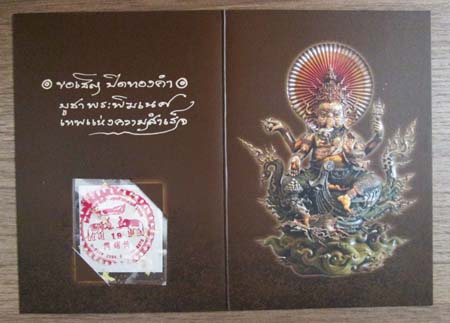 ๏ ขอเชิญ ปิดทองคำ ๏
บูชา พระพิฆเนศ
เทพแห่งความสำเร็จ
19